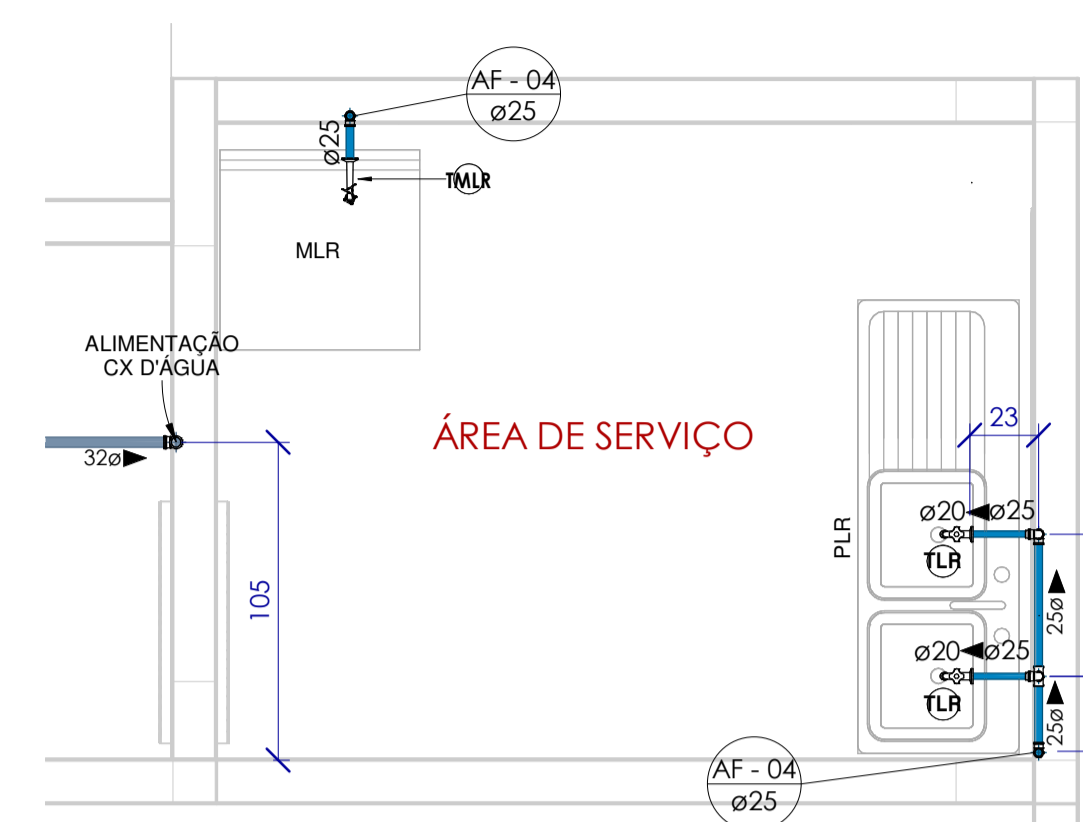 AF - 04
ø25
ø25
TMLR
MLR
ALIMENTAÇÃO
CX D'ÁGUA
32ø
ÁREA DE SERVIÇO
23
ø20 ø25
TLR
PLR
25ø
105
ø20 ø25
TLR
25ø
AF - 04
ø25